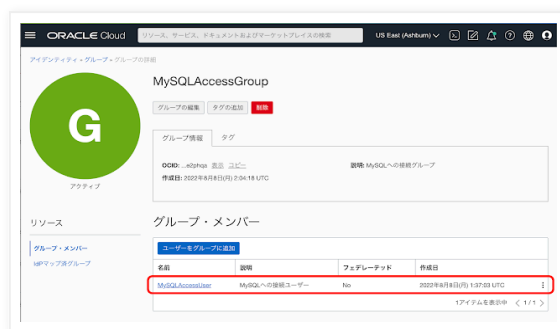 ORACLE Cloud
リソース、サービス、ドキュメントおよびマーケットプレイスの検索
US East (Ashburn)
アイデンティティ » グループ » グループの詳細
MySQLAccessGroup
グループの編集 タグの追加 削除
G
アクティブ
グループ情報 タグ
OCID: ...e2phqa 表示 コピー
説明: MySQLへの接続グループ
作成日: 2022年8月8日(月) 2:04:18 UTC
リソース
グループ・メンバー
IdPマップ済グループ
グループ・メンバー
ユーザーをグループに追加
名前 説明 フェデレーテッド 作成日
MySQLAccessUser MySQLへの接続ユーザー No 2022年8月8日(月) 1:37:03 UTC
1アイテムを表示中 < 1 / 1 >